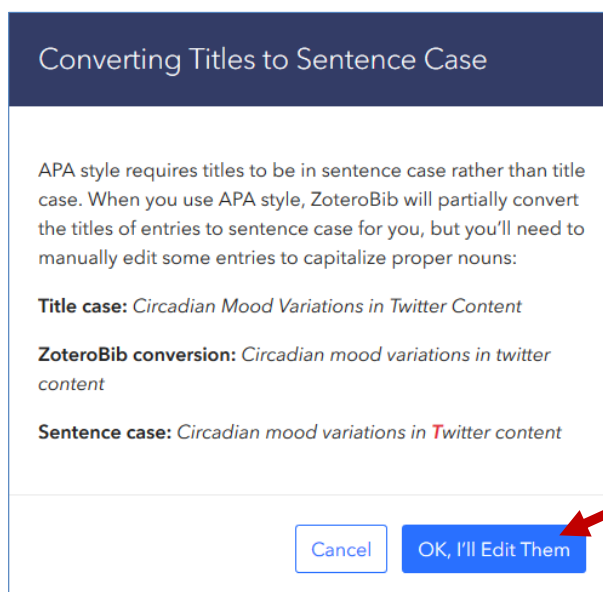 Converting Titles to Sentence Case
APA style requires titles to be in sentence case rather than title
case. When you use APA style, ZoteroBib will partially convert
the titles of entries to sentence case for you, but you’ll need to
manually edit some entries to capitalize proper nouns:
Title case: Circadian Mood Variations in Twitter Content
ZoteroBib conversion: Circadian mood variations in twitter
content
Sentence case: Circadian mood variations in Twitter content
Cancel OK, I’ll Edit Them